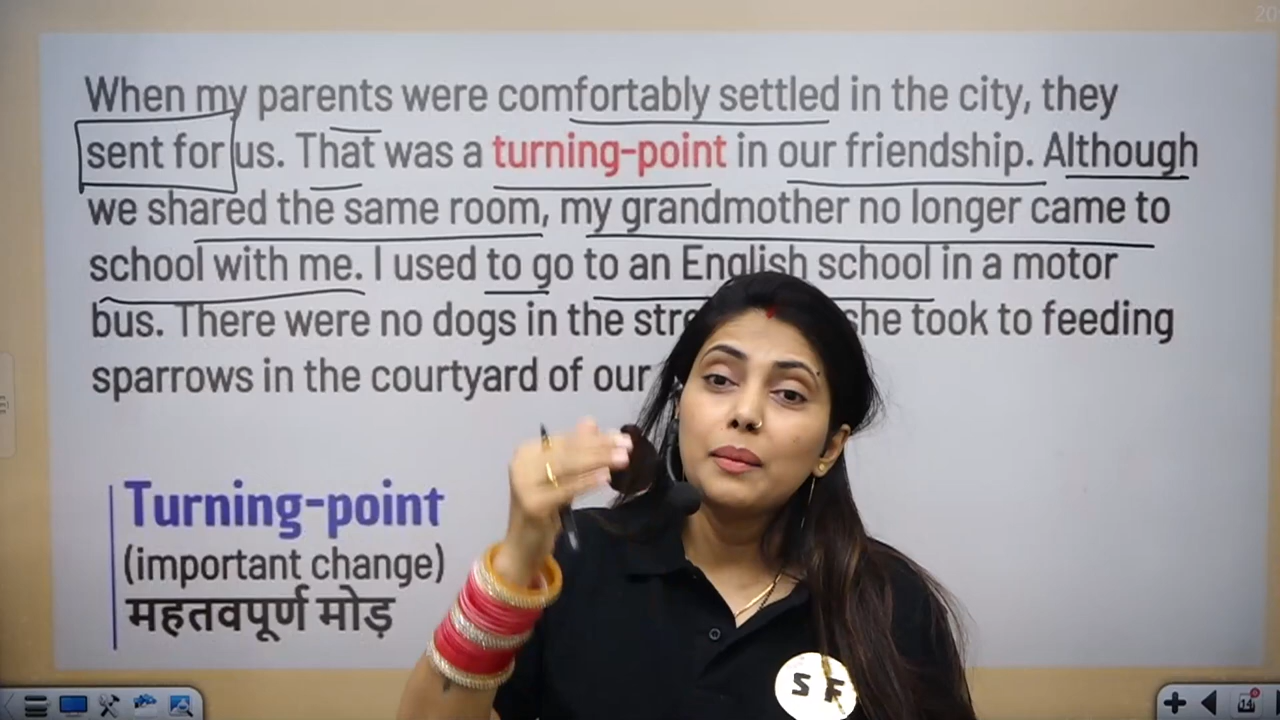 When my parents were comfortably settled in the city, they
sent for us. That was a turning-point in our friendship. Although
we shared the same room, my grandmother no longer came to
school with me. I used to go to an English school in a motor
bus. There were no dogs in the she took to feeding
sparrows in the courtyard of our
Turning-point
(important change)
महतवपूर्ण मोड़
S F
14